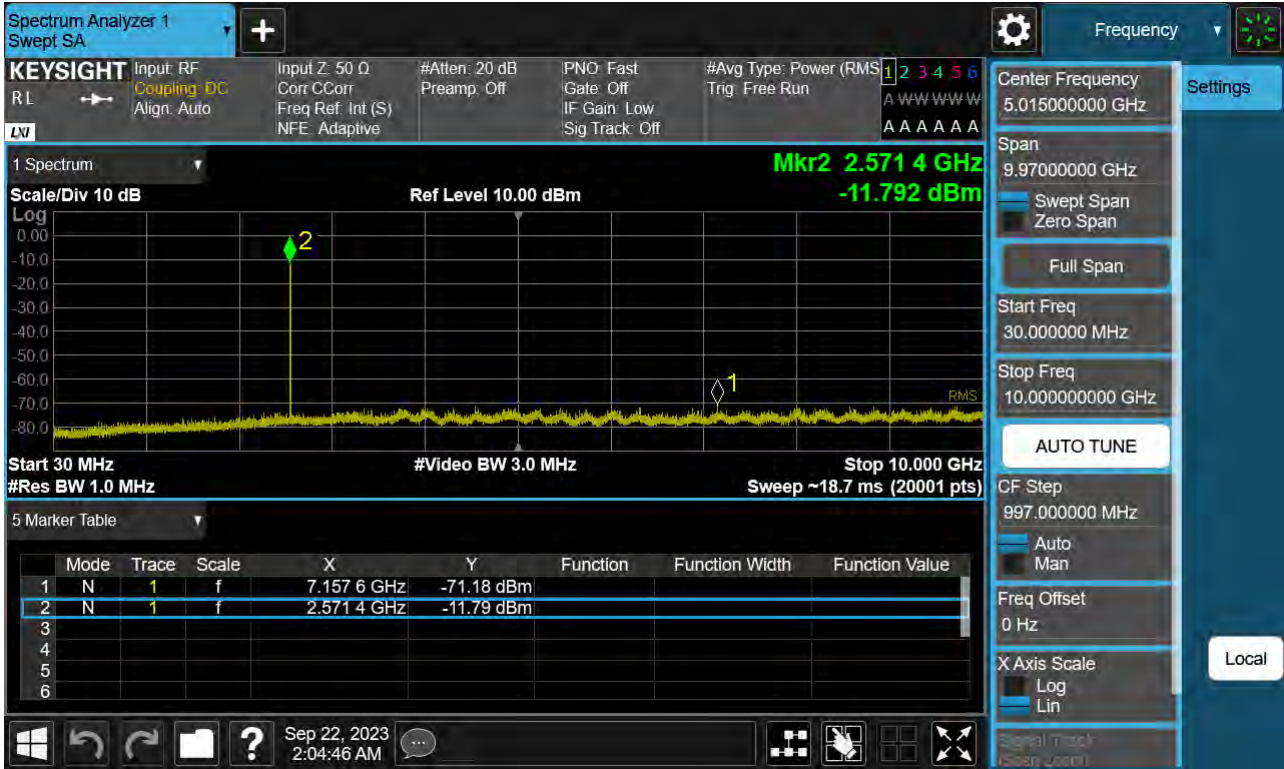 Spectrum Analyzer 1
Swept SA
Frequency
KEYSIGHT
RL
LXI
Input: RF
Coupling: DC
Align: Auto
Input Z: 50 Ω
Corr CCorr
Freq Ref: Int (S)
NFE: Adaptive
#Atten: 20 dB
Preamp: Off
PNO: Fast
Gate: Off
IF Gain: Low
Sig Track: Off
#Avg Type: Power (RMS
Trig: Free Run
1 2 3 4 5 6
A W W W W W
A A A A A A
1 Spectrum
Scale/Div 10 dB
Ref Level 10.00 dBm
Mkr2 2.571 4 GHz
-11.792 dBm
Log
0.00
-10.0
-20.0
-30.0
-40.0
-50.0
-60.0
-70.0
-80.0
2
1
RMS
Start 30 MHz
#Video BW 3.0 MHz
Stop 10.000 GHz
#Res BW 1.0 MHz
Sweep ~18.7 ms (20001 pts)
5 Marker Table
Mode Trace Scale X Y Function Function Width Function Value
1 N 1 f 7.157 6 GHz -71.18 dBm
2 N 1 f 2.571 4 GHz -11.79 dBm
3
4
5
6
?
Sep 22, 2023
2:04:46 AM
Center Frequency
5.015000000 GHz
Span
9.97000000 GHz
Swept Span
Zero Span
Full Span
Start Freq
30.000000 MHz
Stop Freq
10.000000000 GHz
AUTO TUNE
CF Step
997.000000 MHz
Auto
Man
Freq Offset
0 Hz
X Axis Scale
Log
Lin
Signal Track
(Span Zoom)
Settings
Local